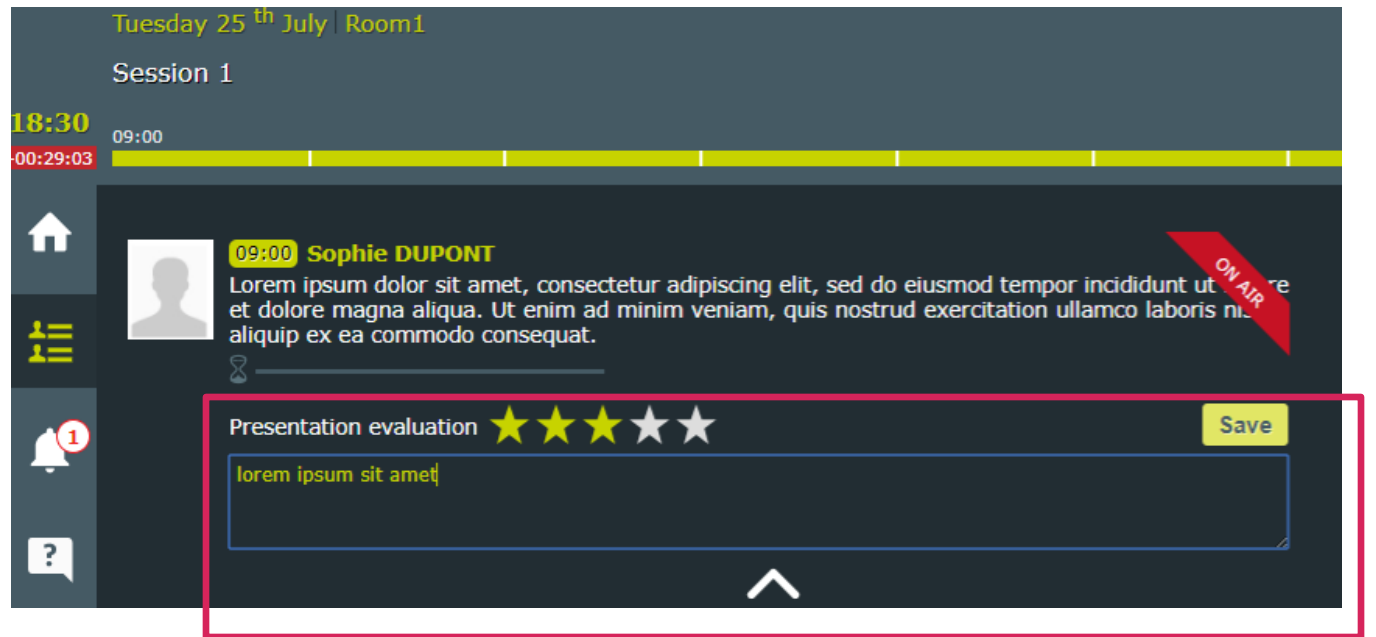 Tuesday 25 th July | Room1
Session 1
18:30
09:00
-00:29:03
09:00 Sophie DUPONT
Lorem ipsum dolor sit amet, consectetur adipiscing elit, sed do eiusmod tempor incididunt ut
et dolore magna aliqua. Ut enim ad minim veniam, quis nostrud exercitation ullamco laboris
aliquip ex ea commodo consequat.
ON AIR
Presentation evaluation
Save
1
lorem ipsum sit amet
?